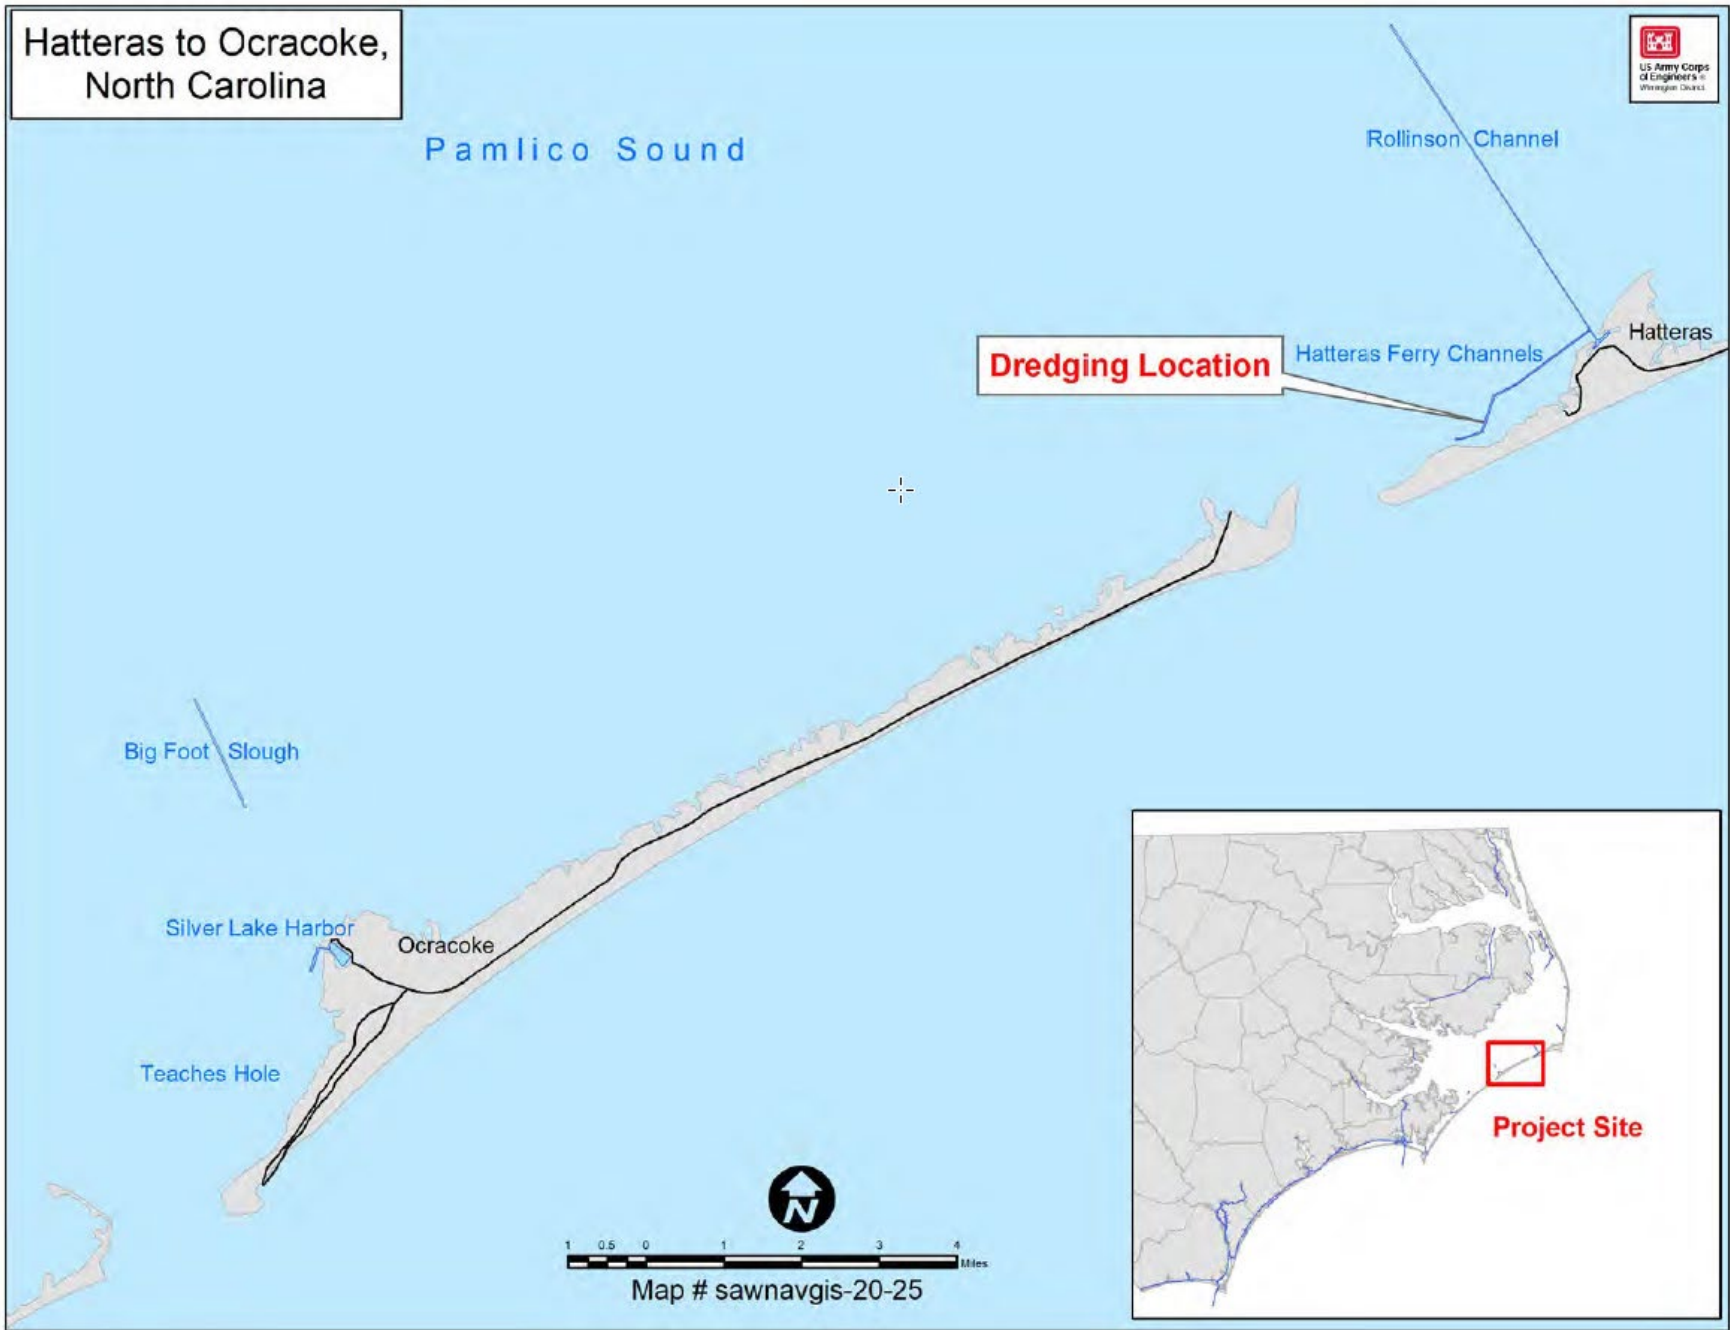 Hatteras to Ocracoke,
North Carolina
US Army Corps
of Engineers ®
Wilmington District
Pamlico Sound
Rollinson Channel
Hatteras
Hatteras Ferry Channels
Dredging Location
Big Foot Slough
Silver Lake Harbor
Ocracoke
Teaches Hole
Project Site
N
1 0.5 0 1 2 3 4
Miles
Map # sawnavgis-20-25